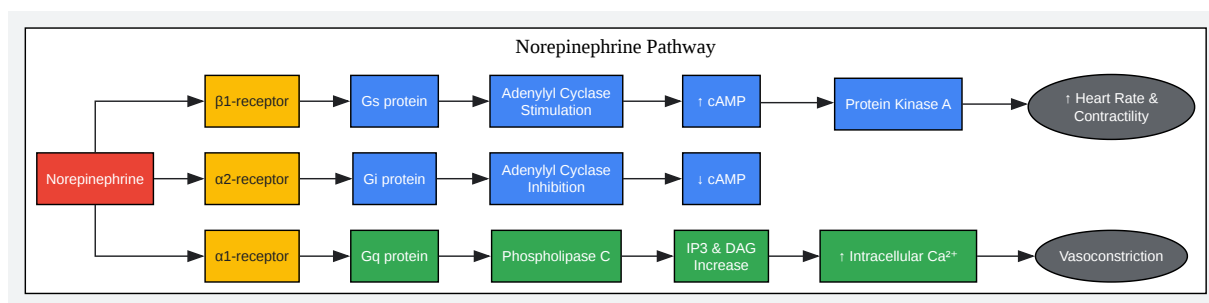 Norepinephrine Pathway
β1-receptor
Gs protein
Adenylyl Cyclase
Stimulation
↑ cAMP
Protein Kinase A
↑ Heart Rate &
Contractility
Norepinephrine
α2-receptor
Gi protein
Adenylyl Cyclase
Inhibition
↓ cAMP
α1-receptor
Gq protein
Phospholipase C
IP3 & DAG
Increase
↑ Intracellular Ca²⁺
Vasoconstriction